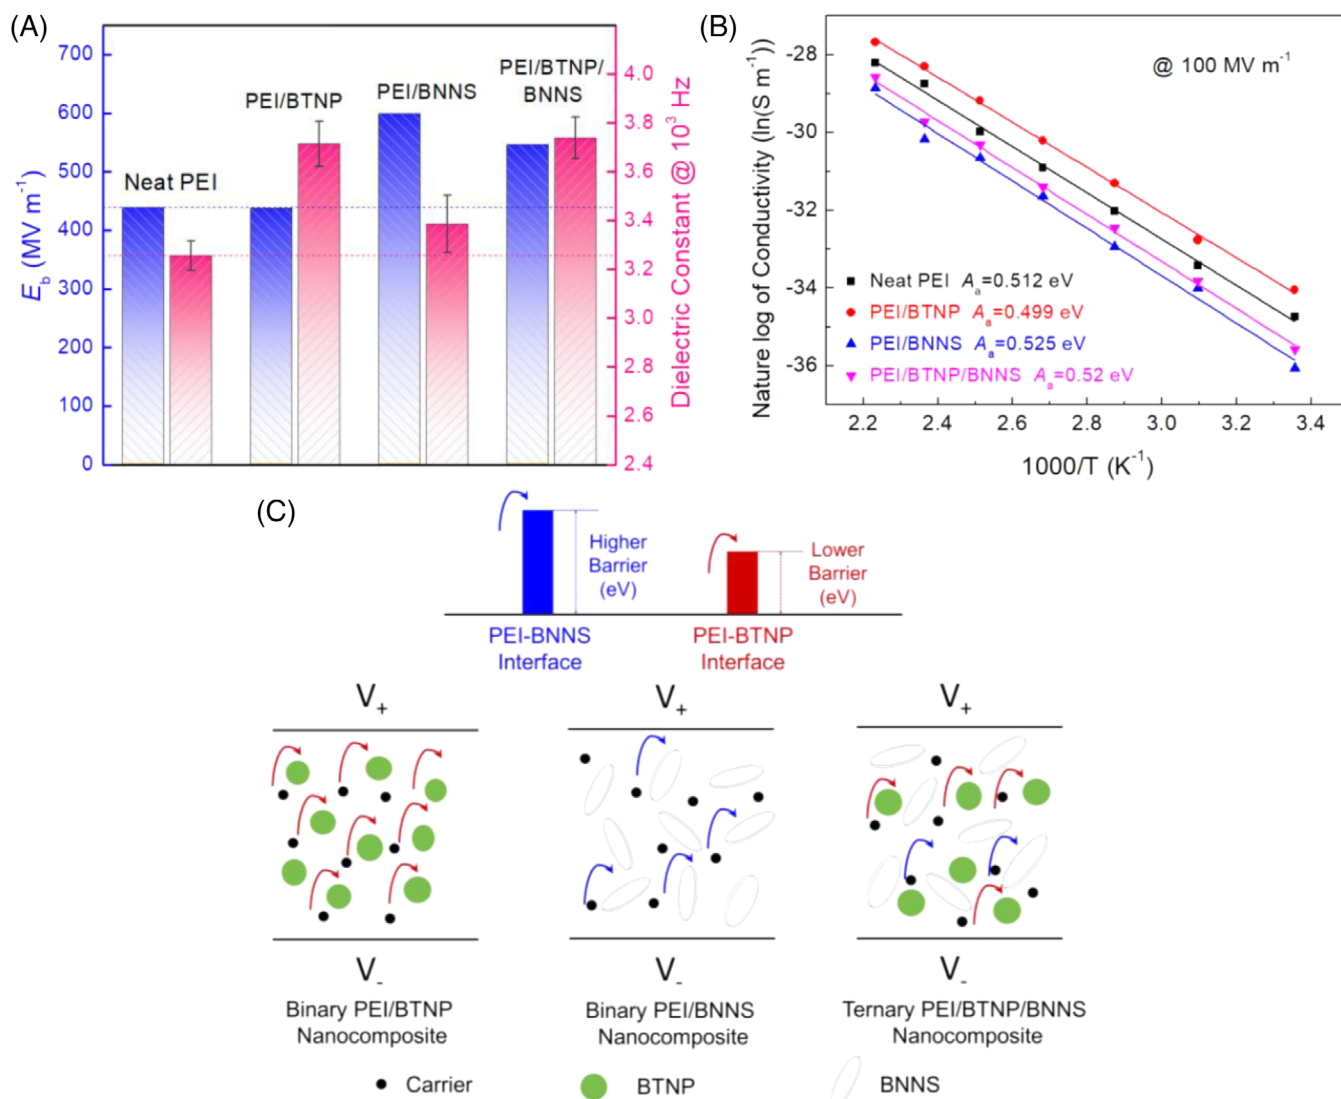 (A)
E_b (MV m⁻¹)
700
600
500
400
300
200
100
0
Neat PEI
PEI/BTNP
PEI/BNNS
PEI/BTNP/
BNNS
4.0
3.8
3.6
3.4
3.2
3.0
2.8
2.6
2.4
Dielectric Constant @ 10³ Hz
(B)
Nature log of Conductivity (ln(S m⁻¹))
-28
-30
-32
-34
-36
@ 100 MV m⁻¹
Neat PEI A_a=0.512 eV
PEI/BTNP A_a=0.499 eV
PEI/BNNS A_a=0.525 eV
PEI/BTNP/BNNS A_a=0.52 eV
2.2 2.4 2.6 2.8 3.0 3.2 3.4
1000/T (K⁻¹)
(C)
Higher
Barrier
(eV)
Lower
Barrier
(eV)
PEI-BNNS
Interface
PEI-BTNP
Interface
V₊
V₊
V₊
V₋
V₋
V₋
Binary PEI/BTNP
Nanocomposite
Binary PEI/BNNS
Nanocomposite
Ternary PEI/BTNP/BNNS
Nanocomposite
Carrier
BTNP
BNNS